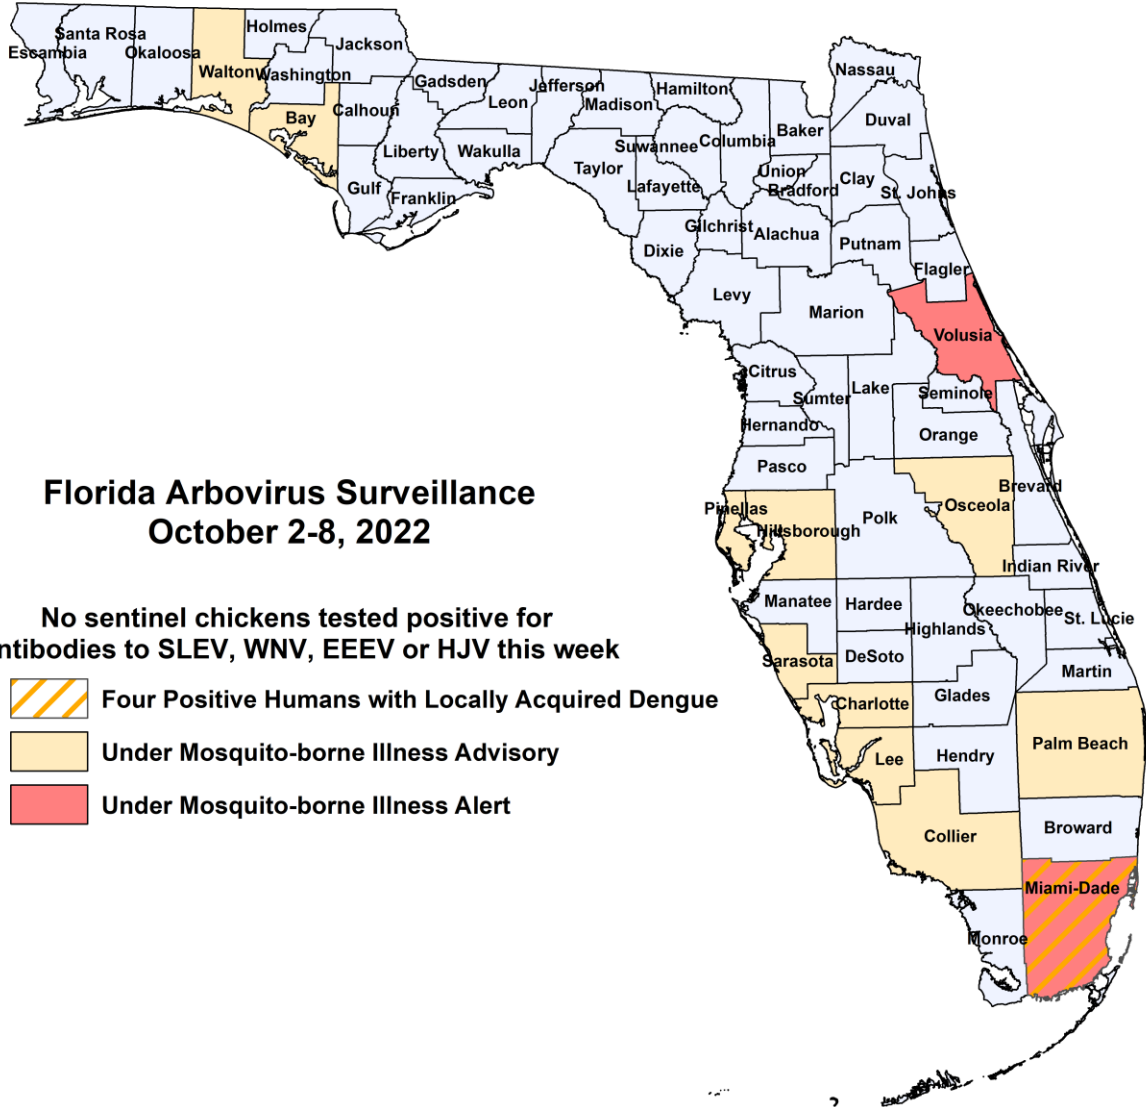 Holmes
Santa Rosa
Jackson
Escambia
Okaloosa
Walton
Washington
Nassau
Gadsden
Jefferson
Hamilton
Leon
Madison
Calhoun
Bay
Duval
Baker
Suwannee
Columbia
Liberty
Wakulla
Taylor
Union
Clay
Lafayette
Bradford
St. Johns
Gulf
Franklin
Gilchrist
Alachua
Putnam
Dixie
Flagler
Levy
Marion
Volusia
Citrus
Lake
Sumter
Seminole
Hernando
Orange
Pasco
Brevard
Florida Arbovirus Surveillance
October 2-8, 2022
Pinellas
Osceola
Polk
Hillsborough
Indian River
Manatee
Hardee
Okeechobee
St. Lucie
No sentinel chickens tested positive for
ntibodies to SLEV, WNV, EEEV or HJV this week
Highlands
DeSoto
Sarasota
Martin
Glades
Charlotte
Four Positive Humans with Locally Acquired Dengue
Palm Beach
Under Mosquito-borne Illness Advisory
Hendry
Lee
Under Mosquito-borne Illness Alert
Broward
Collier
Miami-Dade
Monroe